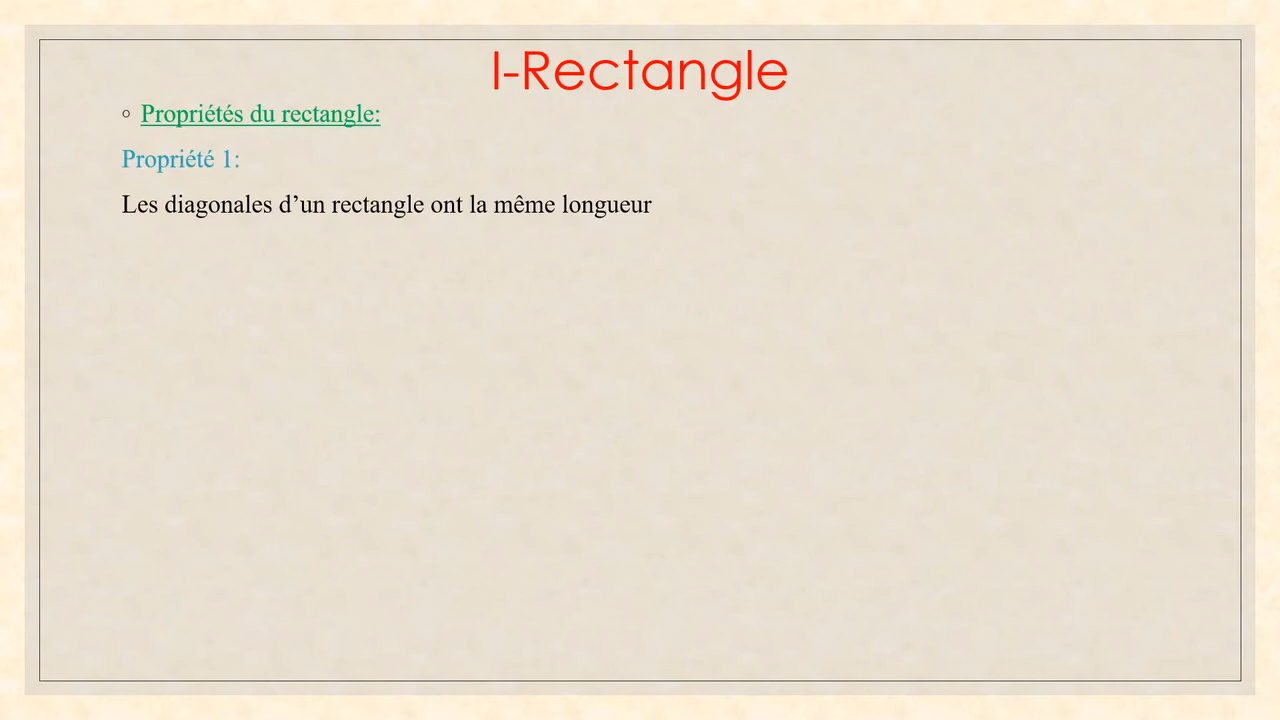 I-Rectangle
◦ Propriétés du rectangle:
Propriété 1:
Les diagonales d’un rectangle ont la même longueur